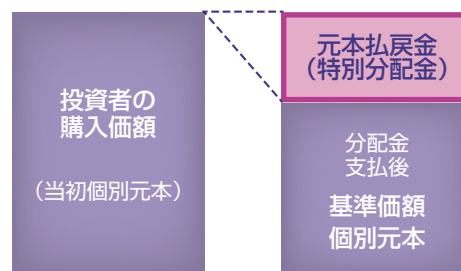 投資者の
購入価額
（当初個別元本）
元本払戻金
（特別分配金）
分配金
支払後
基準価額
個別元本